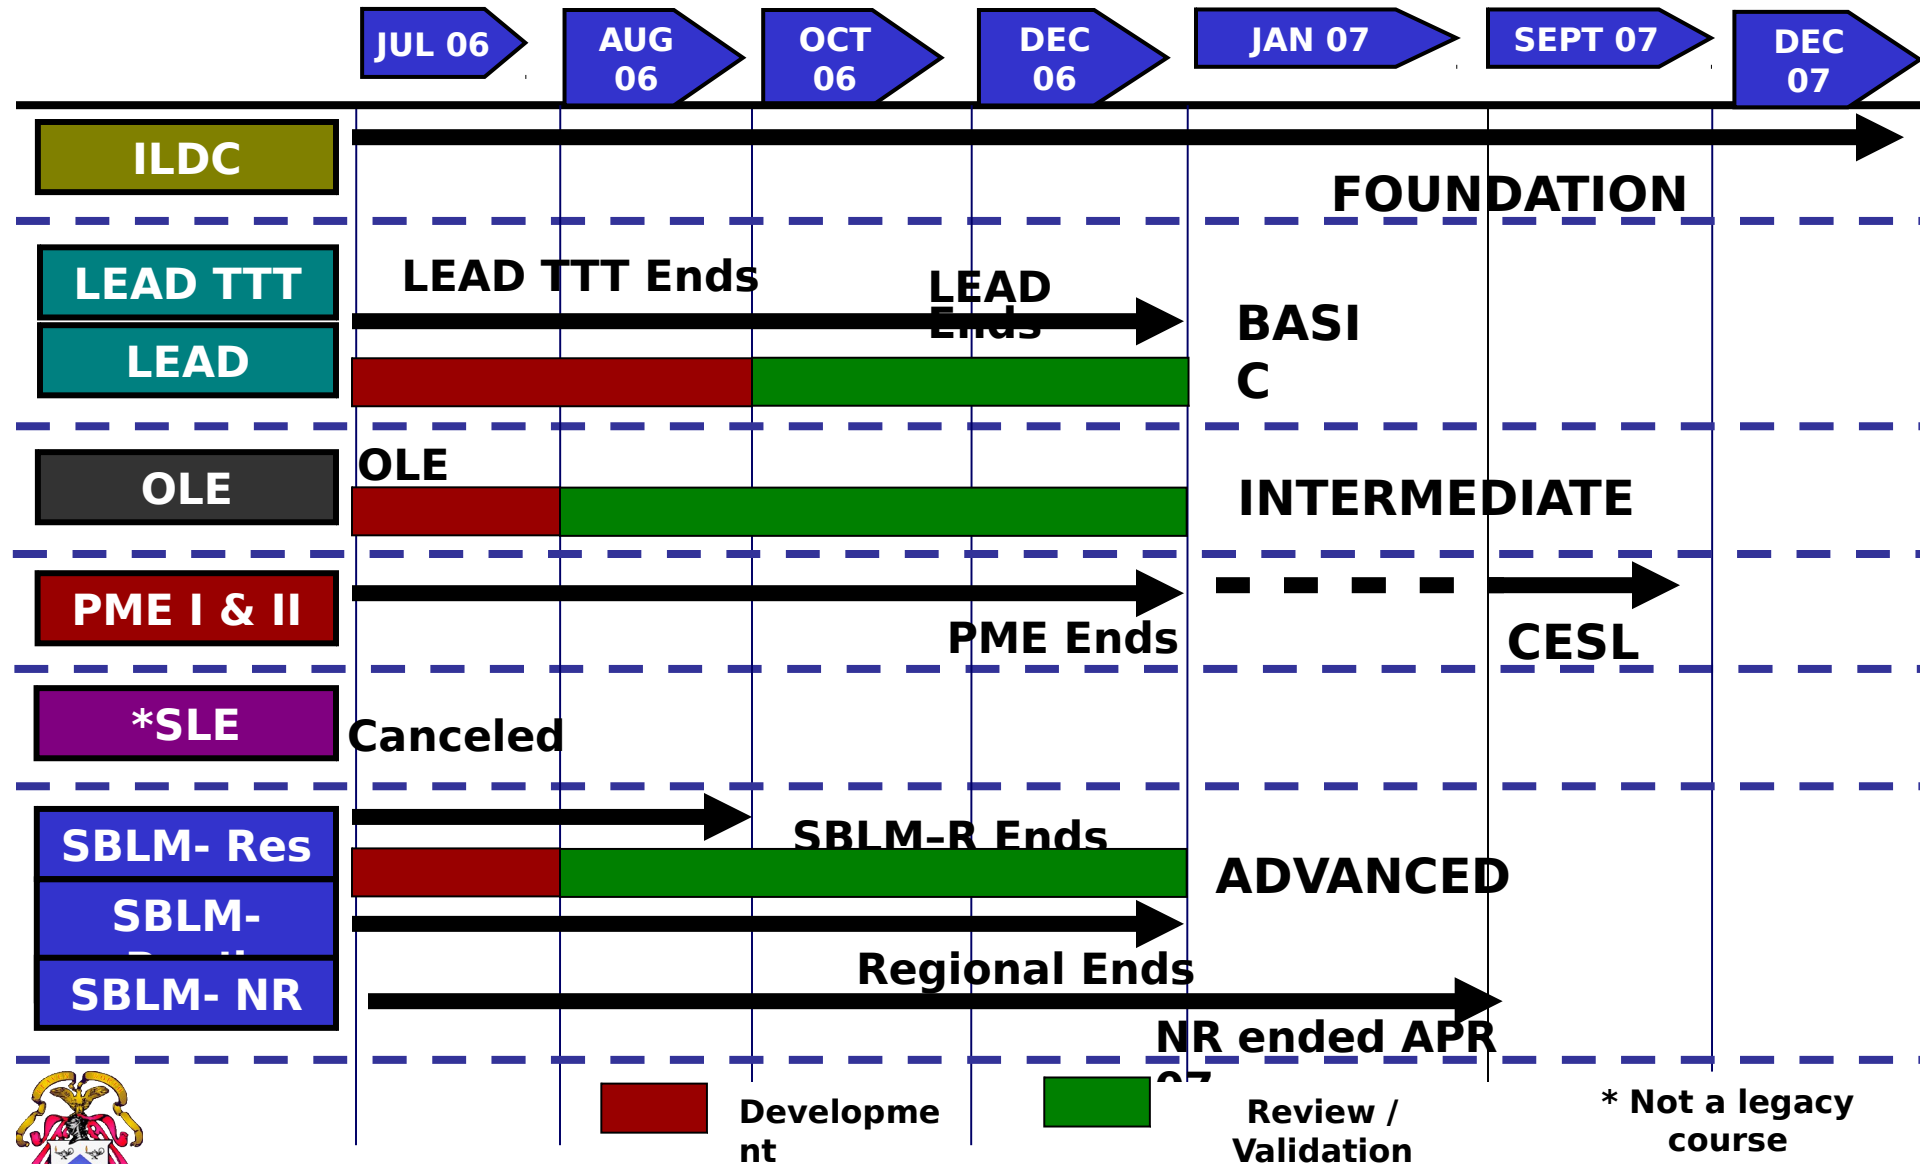 JUL 06
AUG
06
OCT
06
DEC
06
JAN 07
SEPT 07
DEC
07
ILDC
FOUNDATION
LEAD TTT
LEAD TTT Ends
LEAD
Ends
LEAD
BASI
C
OLE
OLE
INTERMEDIATE
PME I & II
PME Ends
CESL
*SLE
Canceled
SBLM- Res
SBLM–R Ends
ADVANCED
SBLM-
Regional Ends
SBLM- NR
NR ended APR
07
Developme
nt
Review /
Validation
* Not a legacy
course